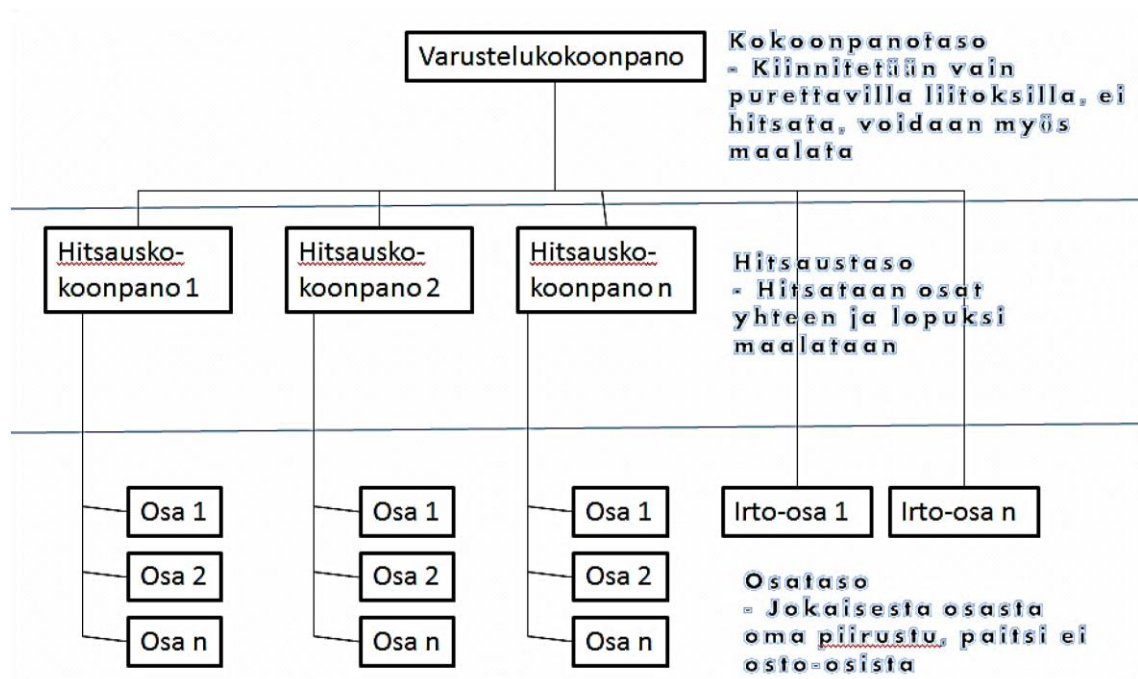 Varustelukokoonpano
Kokoonpanotaso
- Kiinnitetään vain
purettavilla liitoksilla, ei
hitsata, voidaan myös
maalata
Hitsausko-
koonpano 1
Hitsausko-
koonpano 2
Hitsausko-
koonpano n
Hitsaustaso
- Hitsataan osat
yhteen ja lopuksi
maalataan
Osa 1
Osa 2
Osa n
Osa 1
Osa 2
Osa n
Osa 1
Osa 2
Osa n
Irto-osa 1
Irto-osa n
Osataso
- Jokaisesta osasta
oma piirustu, paitsi ei
osto-osista